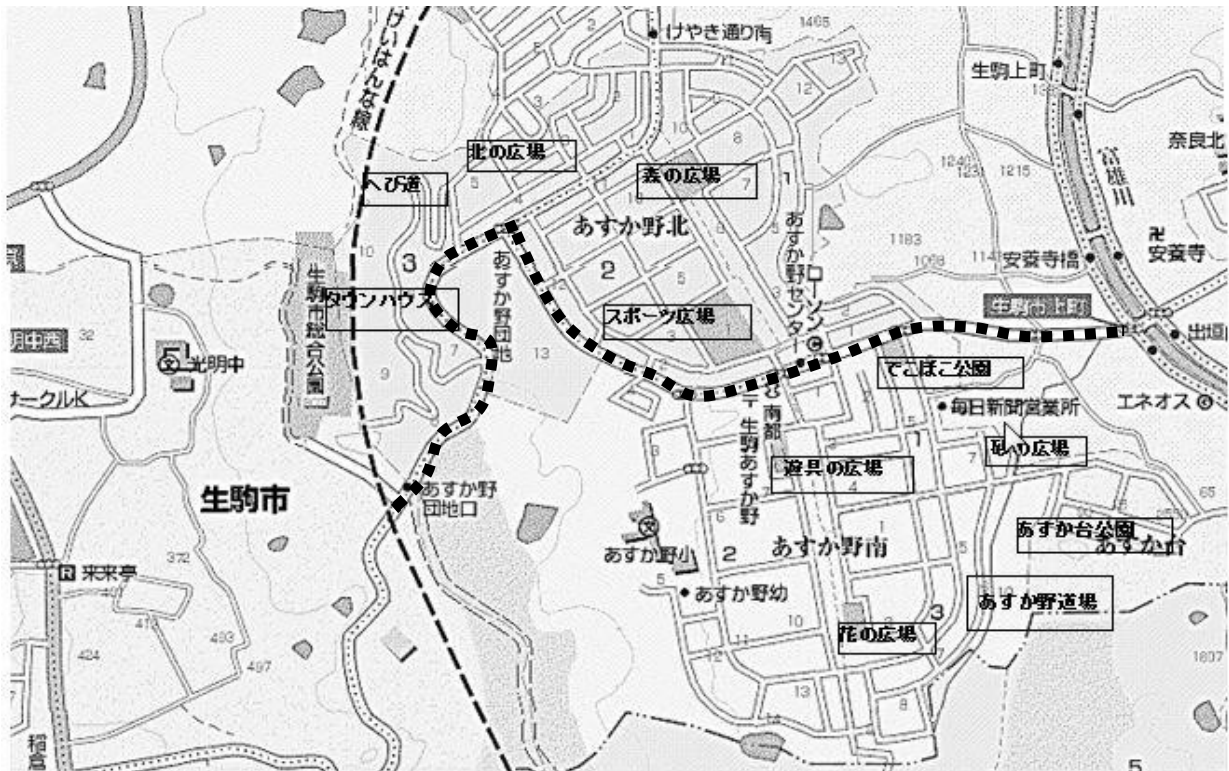 けいはんな線
けやき通り南
生駒上町
奈良北
北の広場
へび道
森の広場
あすか野北
富雄川
安養寺
安養寺橋
あすか野センター
ローソン
生駒市総合公園
タウンハウス
あすか野団地
スポーツ広場
生駒市上町
出垣
光明中
サークルK
でこぼこ公園
エネオス
毎日新聞営業所
南都
生駒あすか野
遊具の広場
砂の広場
生駒市
あすか野
団地口
あすか台公園
あすか台
あすか野小
あすか野南
来来亭
あすか野幼
あすか野道場
花の広場
稲倉